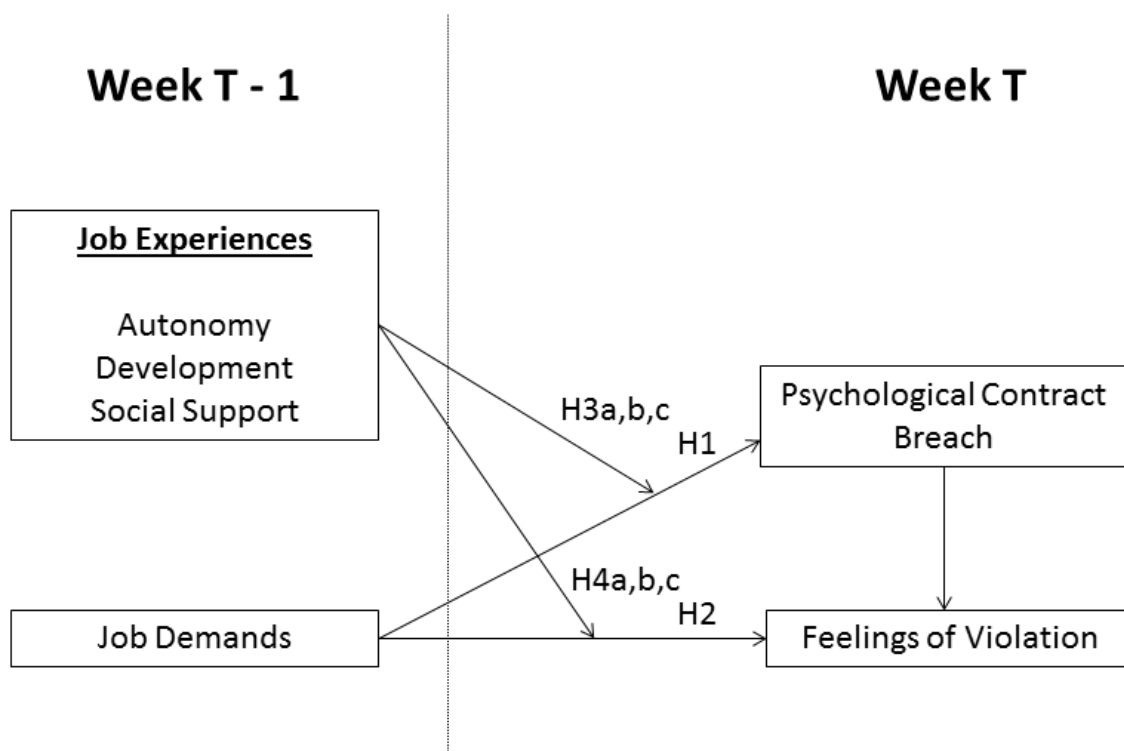 Week T - 1
Week T
Job Experiences
Autonomy
Development
Social Support
H3a,b,c
H1
Psychological Contract
Breach
H4a,b,c
H2
Job Demands
Feelings of Violation